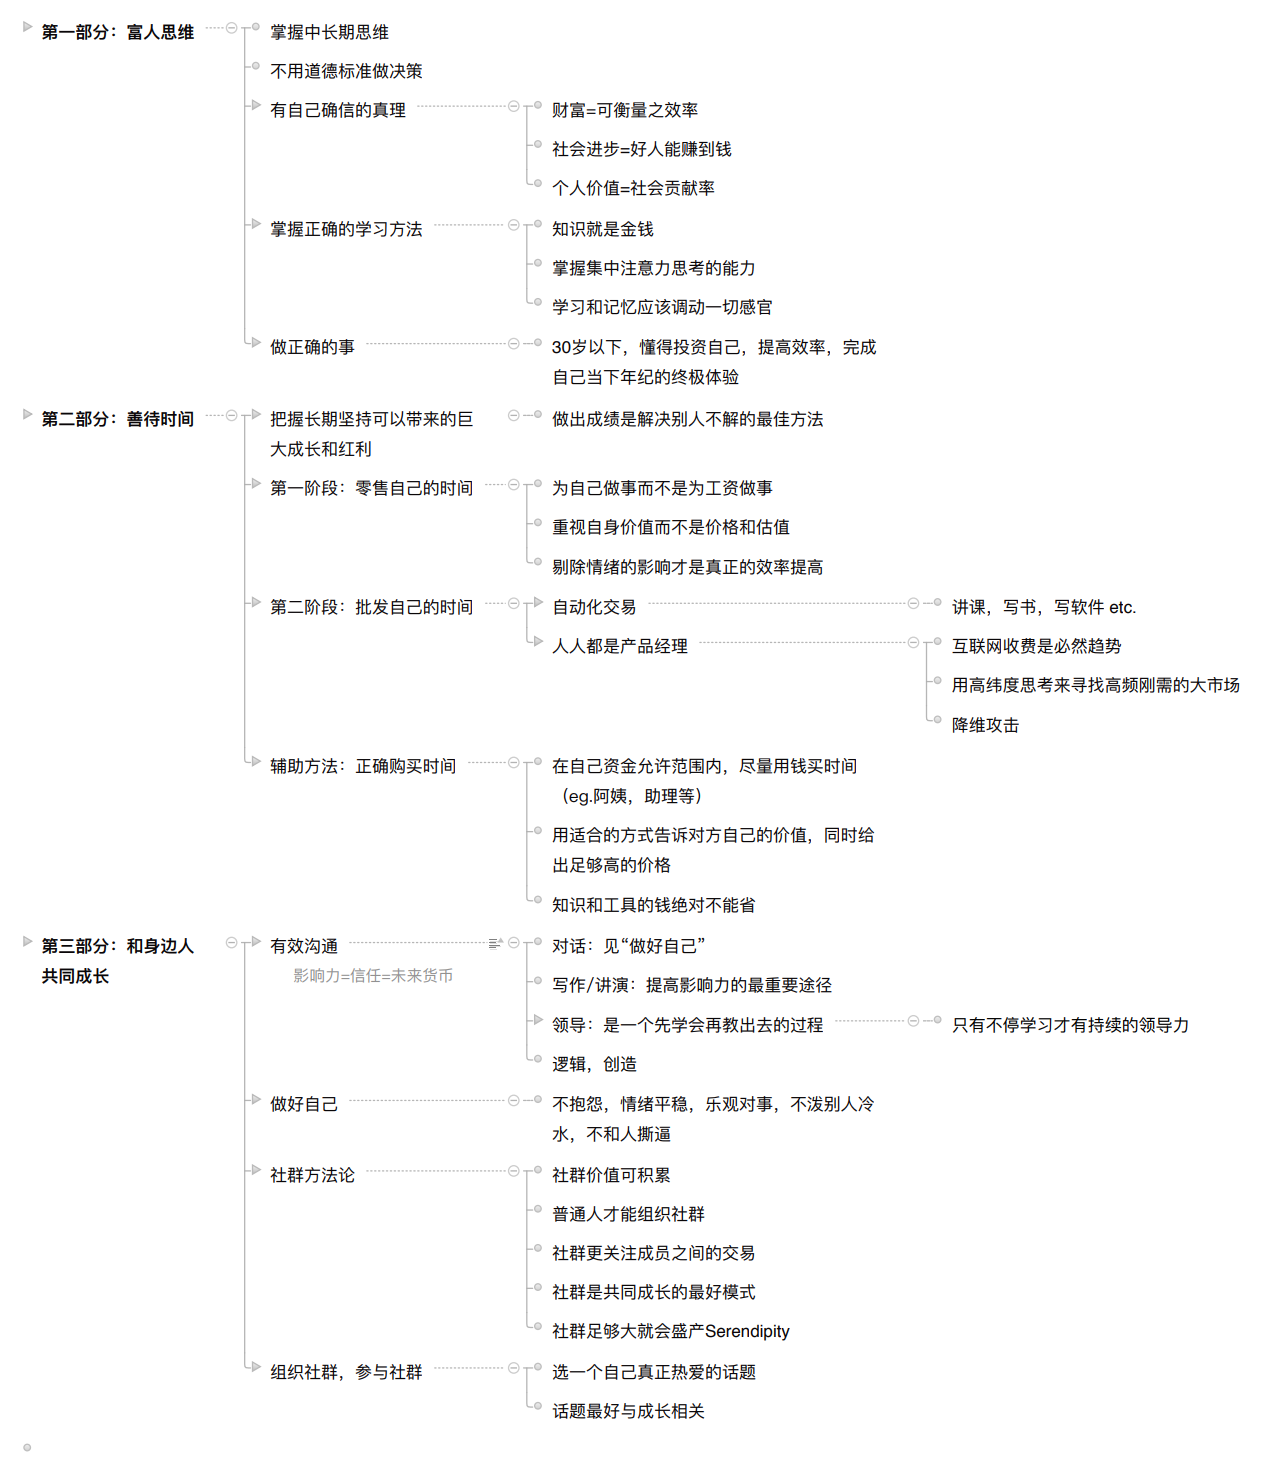 第一部分：富人思维
掌握中长期思维
不用道德标准做决策
有自己确信的真理
财富=可衡量之效率
社会进步=好人能赚到钱
个人价值=社会贡献率
掌握正确的学习方法
知识就是金钱
掌握集中注意力思考的能力
学习和记忆应该调动一切感官
做正确的事
30岁以下，懂得投资自己，提高效率，完成
自己当下年纪的终极体验
第二部分：善待时间
把握长期坚持可以带来的巨
大成长和红利
做出成绩是解决别人不解的最佳方法
第一阶段：零售自己的时间
为自己做事而不是为工资做事
重视自身价值而不是价格和估值
剔除情绪的影响才是真正的效率提高
第二阶段：批发自己的时间
自动化交易
讲课，写书，写软件 etc.
人人都是产品经理
互联网收费是必然趋势
用高纬度思考来寻找高频刚需的大市场
降维攻击
辅助方法：正确购买时间
在自己资金允许范围内，尽量用钱买时间
（eg.阿姨，助理等）
用适合的方式告诉对方自己的价值，同时给
出足够高的价格
知识和工具的钱绝对不能省
第三部分：和身边人
共同成长
有效沟通
影响力=信任=未来货币
对话：见“做好自己”
写作/讲演：提高影响力的最重要途径
领导：是一个先学会再教出去的过程
只有不停学习才有持续的领导力
逻辑，创造
做好自己
不抱怨，情绪平稳，乐观对事，不泼别人冷
水，不和人撕逼
社群方法论
社群价值可积累
普通人才能组织社群
社群更关注成员之间的交易
社群是共同成长的最好模式
社群足够大就会盛产Serendipity
组织社群，参与社群
选一个自己真正热爱的话题
话题最好与成长相关